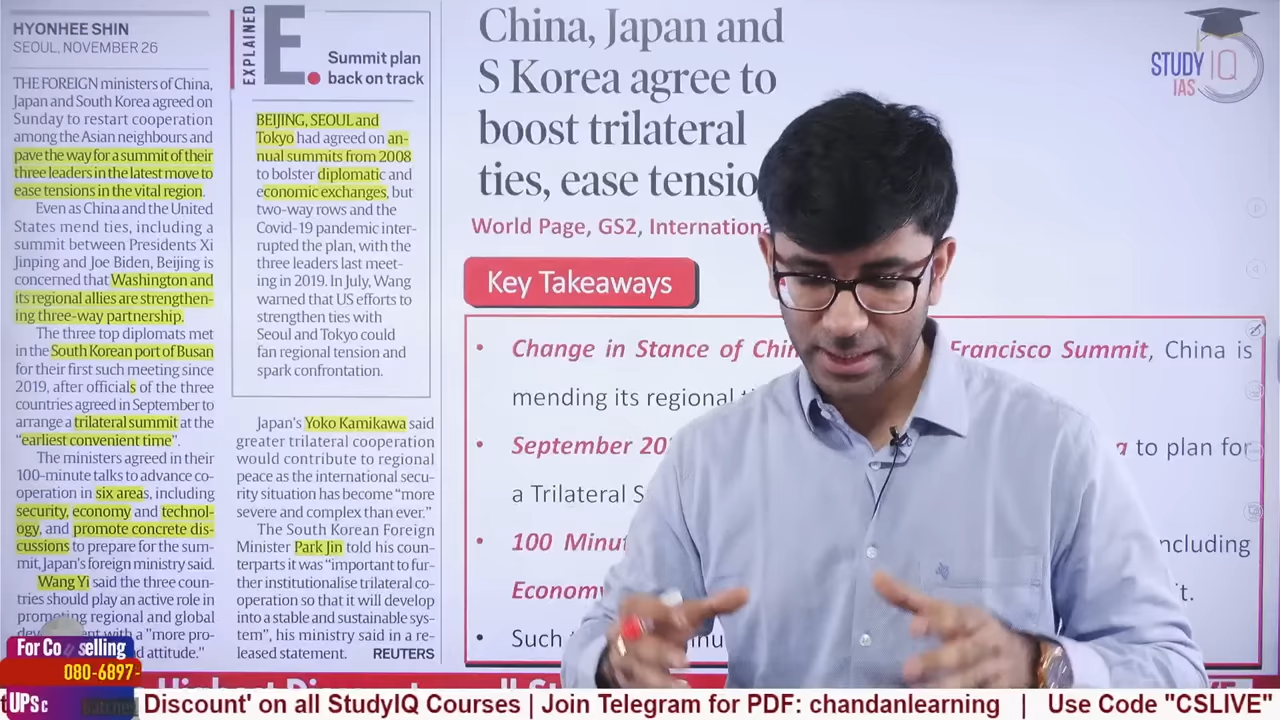 HYONHEE SHIN
SEOUL, NOVEMBER 26
THE FOREIGN ministers of China,
Japan and South Korea agreed on
Sunday to restart cooperation
among the Asian neighbours and
pave the way for a summit of their
three leaders in the latest move to
ease tensions in the vital region.
Even as China and the United
States mend ties, including a
summit between Presidents Xi
Jinping and Joe Biden, Beijing is
concerned that Washington and
its regional allies are strengthen-
ing three-way partnership.
The three top diplomats met
in the South Korean port of Busan
for their first such meeting since
2019, after officials of the three
countries agreed in September to
arrange a trilateral summit at the
"earliest convenient time".
The ministers agreed in their
100-minute talks to advance co-
operation in six areas, including
security, economy and technol-
ogy, and promote concrete dis-
cussions to prepare for the sum-
mit, Japan's foreign ministry said.
Wang Yi said the three coun-
tries should play an active role in
promoting regional and global
with a "more pro-
attitude."
EXPLAINED
E.
Summit plan
back on track
BEIJING, SEOUL and
Tokyo had agreed on an-
nual summits from 2008
to bolster diplomatic and
economic exchanges, but
two-way rows and the
Covid-19 pandemic inter-
rupted the plan, with the
three leaders last meet-
ing in 2019. In July, Wang
warned that US efforts to
strengthen ties with
Seoul and Tokyo could
fan regional tension and
spark confrontation.
Japan's Yoko Kamikawa said
greater trilateral cooperation
would contribute to regional
peace as the international secu-
rity situation has become "more
severe and complex than ever."
The South Korean Foreign
Minister Park Jin told his coun-
terparts it was "important to fur-
ther institutionalise trilateral co-
operation so that it will develop
into a stable and sustainable sys-
tem", his ministry said in a re-
leased statement. REUTERS
China, Japan and
S Korea agree to
boost trilateral
ties, ease tensio
World Page, GS2, Internationa
Key Takeaways
• Change in Stance of Chin Francisco Summit, China is
mending its regional
• September 20 to plan for
a Trilateral S
• 100 Minu ncluding
Economy t.
• Such
STUDY IQ
IAS
For Co selling
080-6897-
UPSc
Discount' on all StudyIQ Courses | Join Telegram for PDF: chandanlearning | Use Code "CSLIVE"